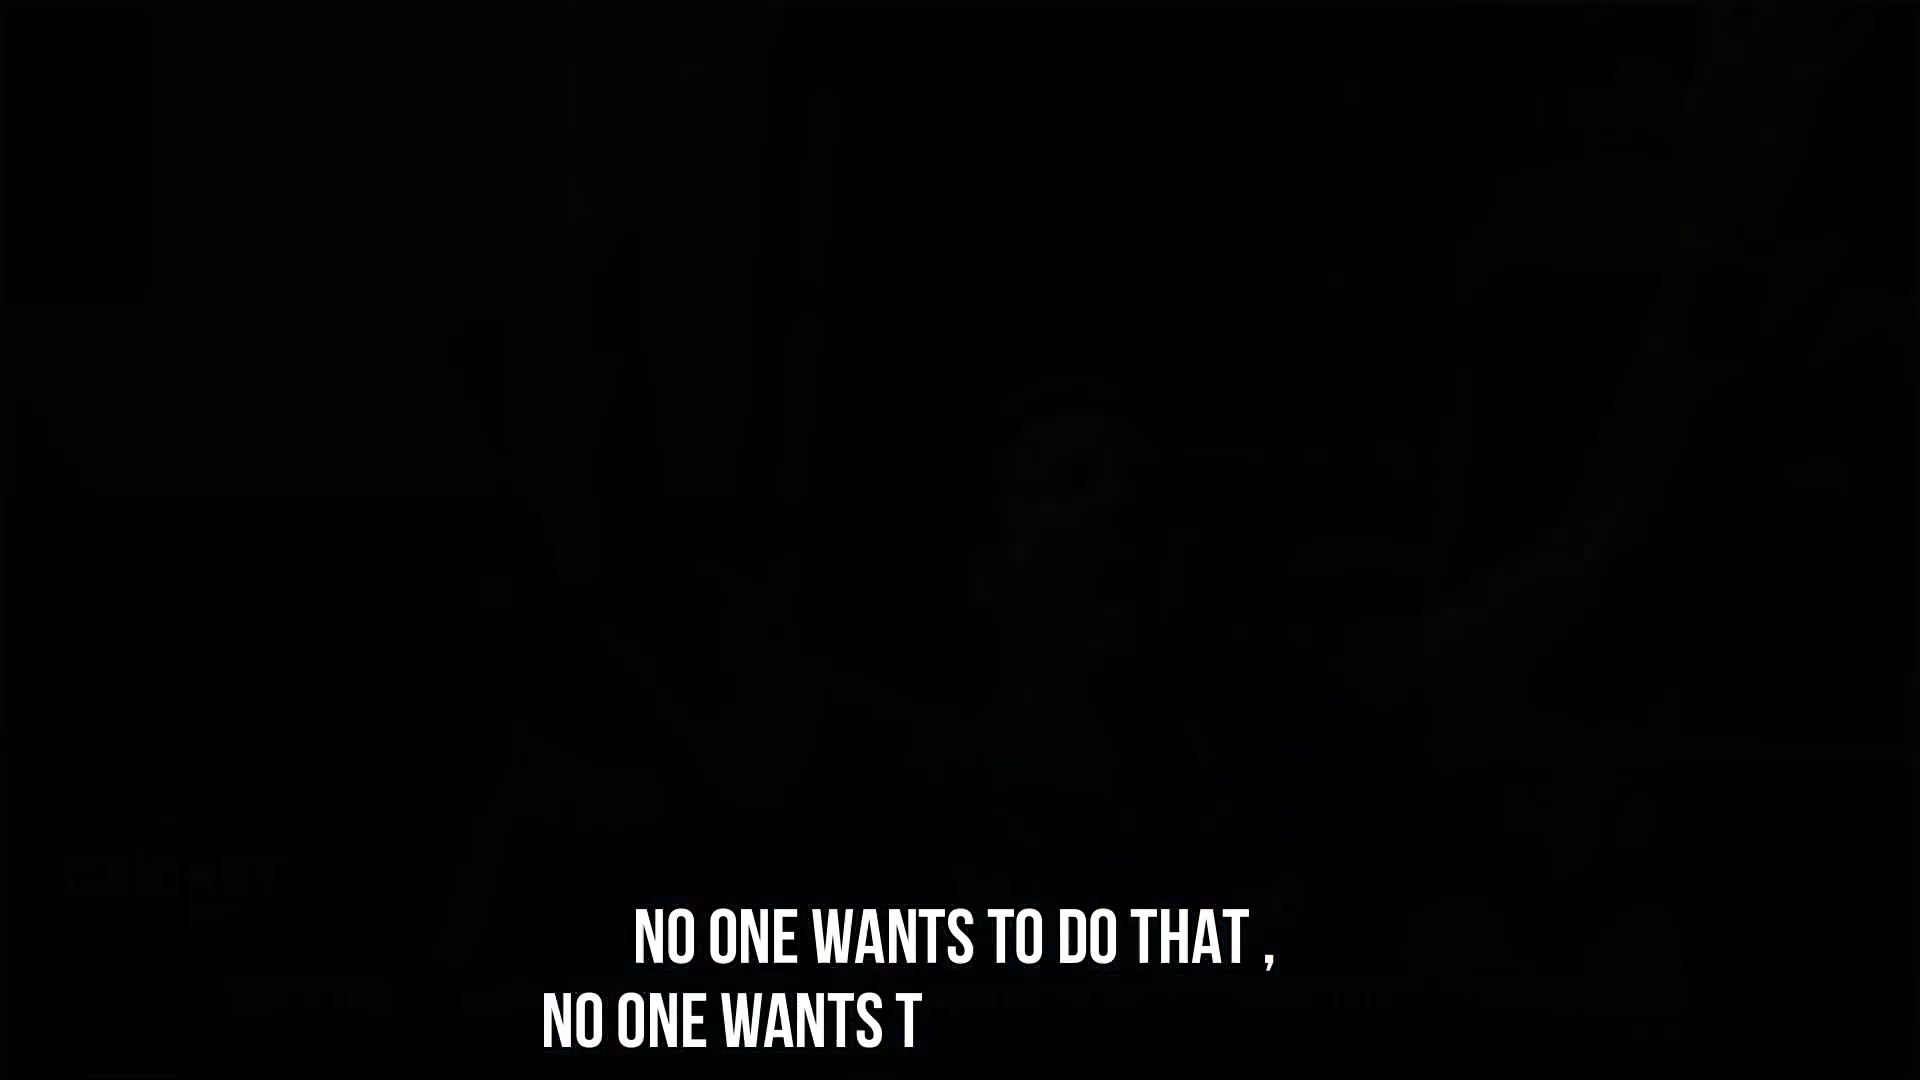 NO ONE WANTS TO DO THAT ,
NO ONE WANTS T